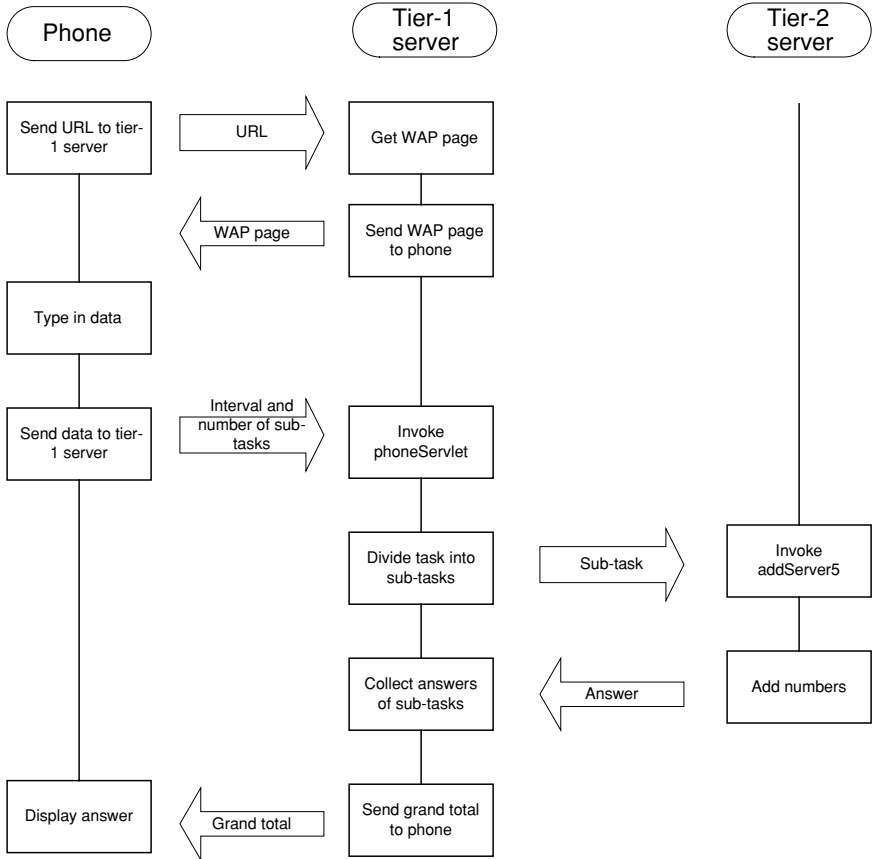 Phone
Tier-1
server
Tier-2
server
Send URL to tier-
1 server
URL
Get WAP page
WAP page
Send WAP page
to phone
Type in data
Send data to tier-
1 server
Interval and
number of sub-
tasks
Invoke
phoneServlet
Divide task into
sub-tasks
Sub-task
Invoke
addServer5
Collect answers
of sub-tasks
Answer
Add numbers
Display answer
Grand total
Send grand total
to phone